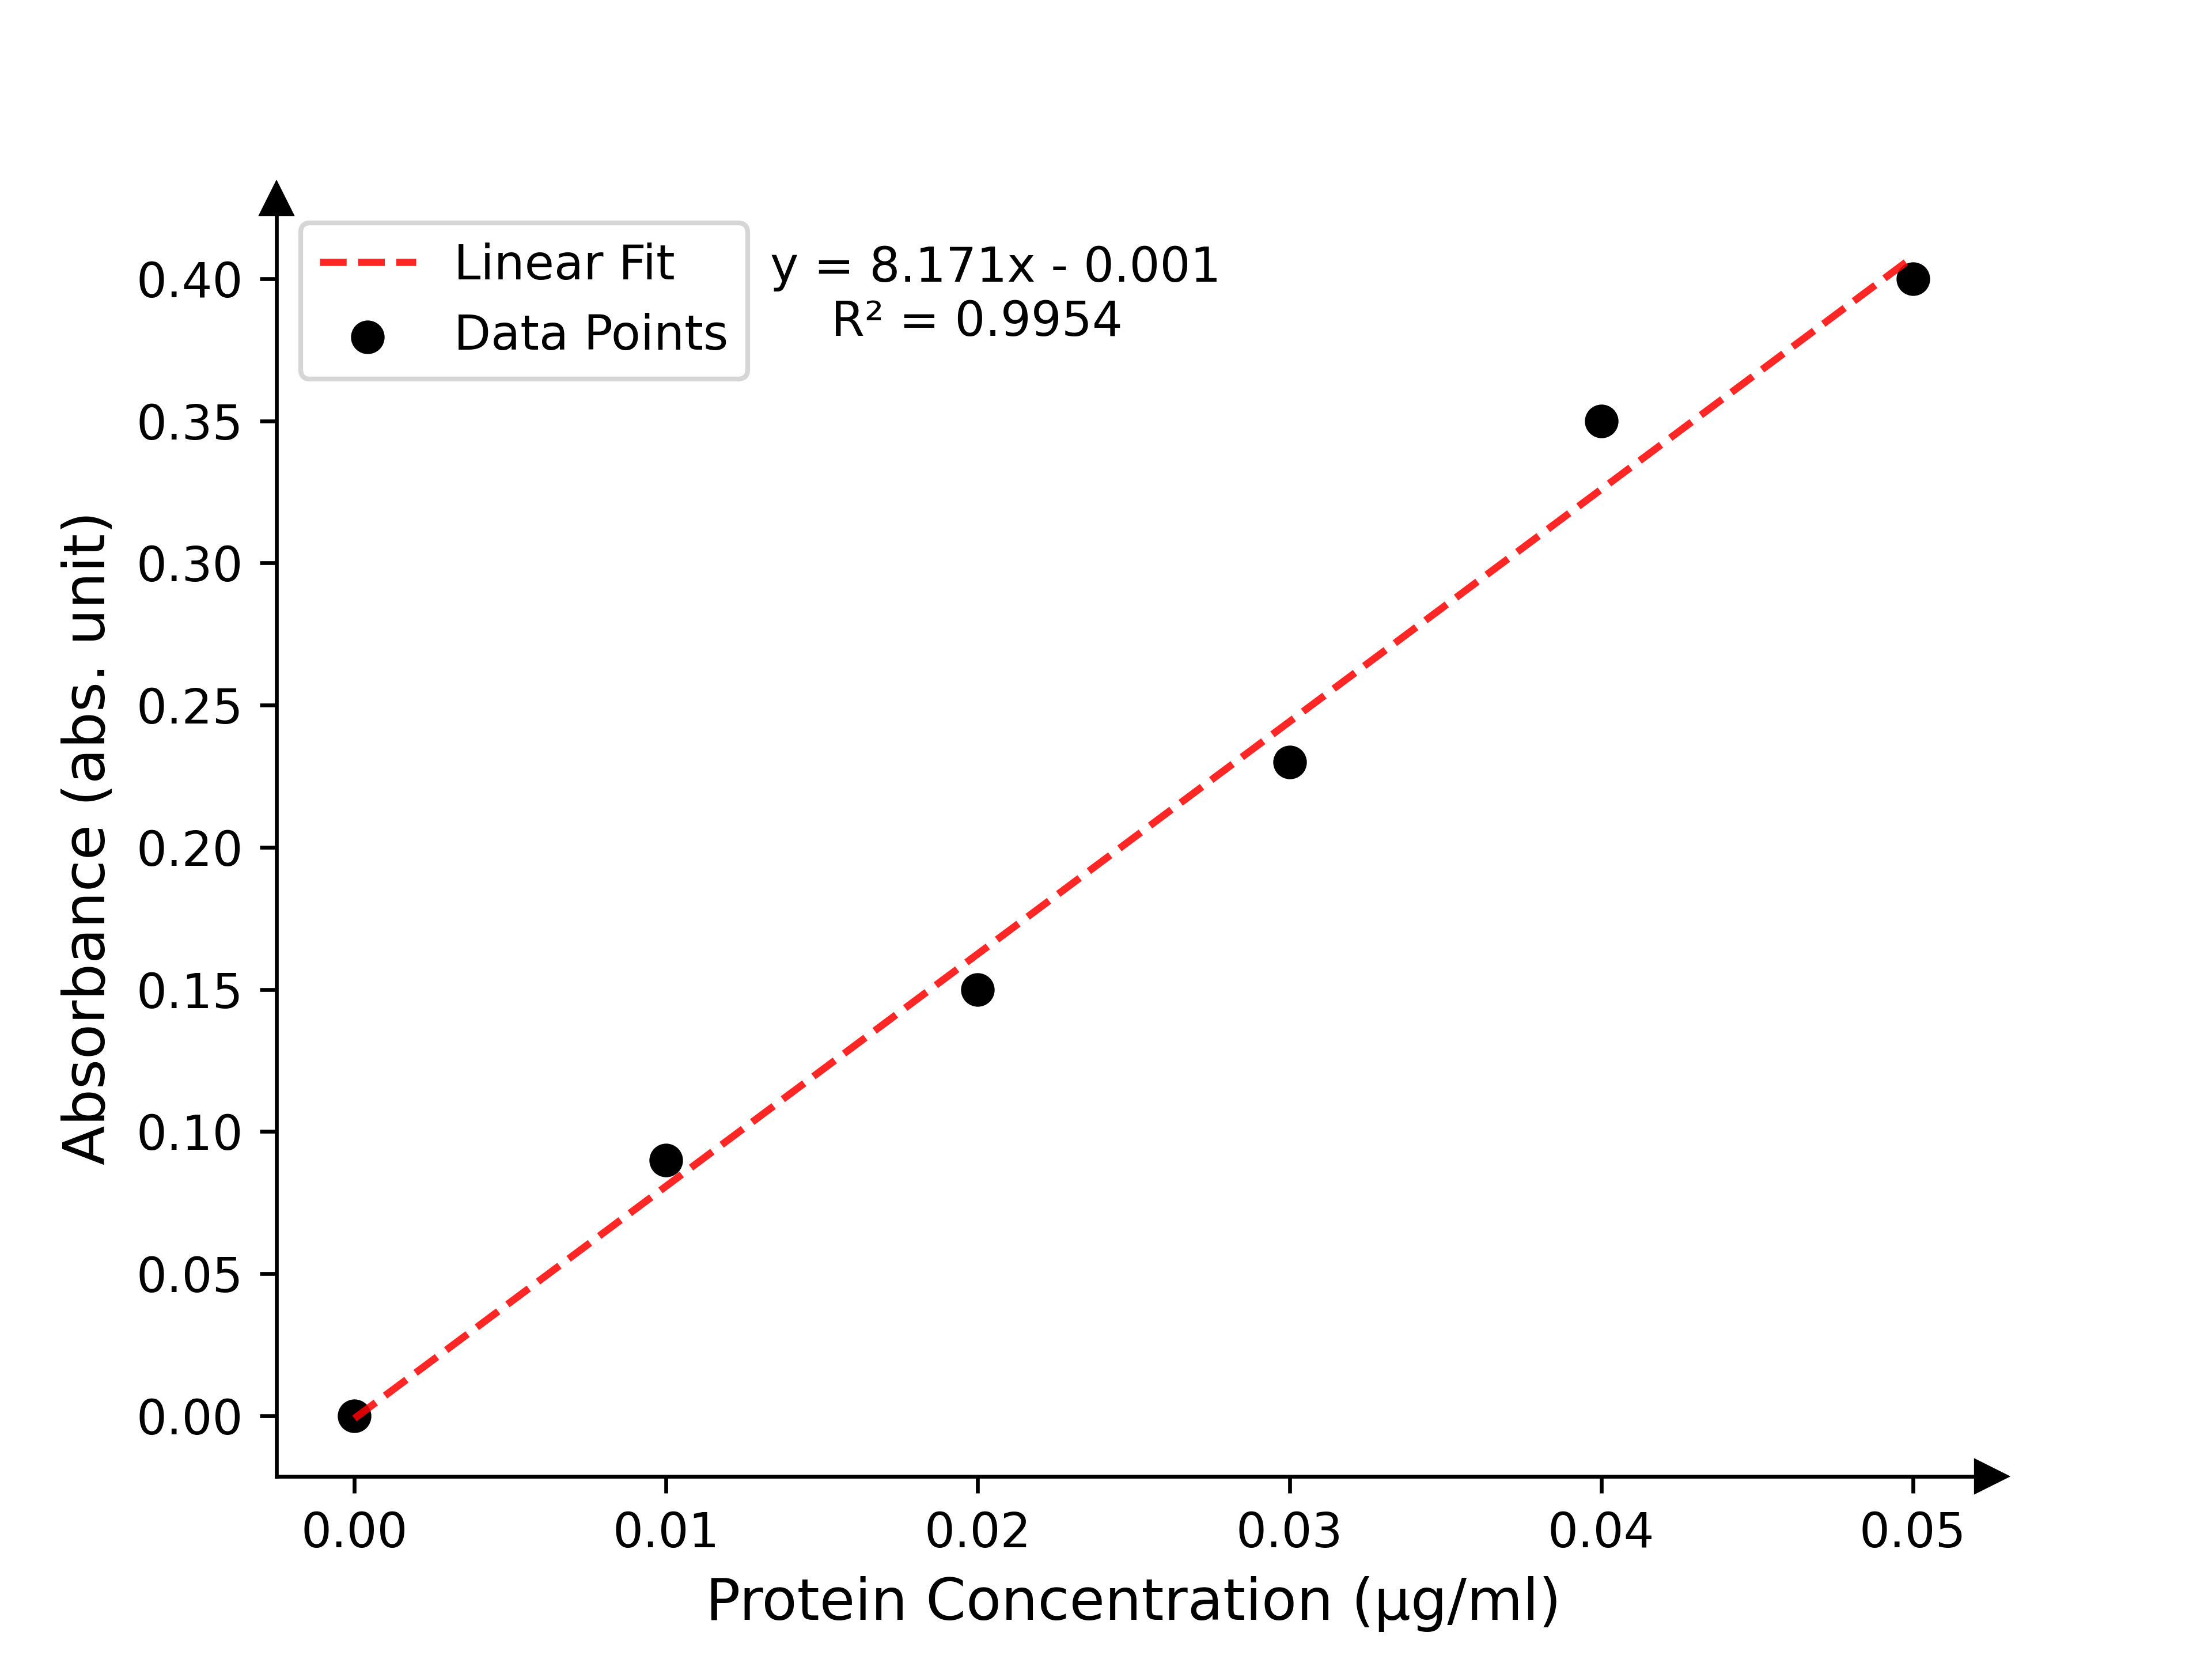 Linear Fit
Data Points
y = 8.171x - 0.001
R² = 0.9954
Absorbance (abs. unit)
0.40
0.35
0.30
0.25
0.20
0.15
0.10
0.05
0.00
0.00 0.01 0.02 0.03 0.04 0.05
Protein Concentration (µg/ml)